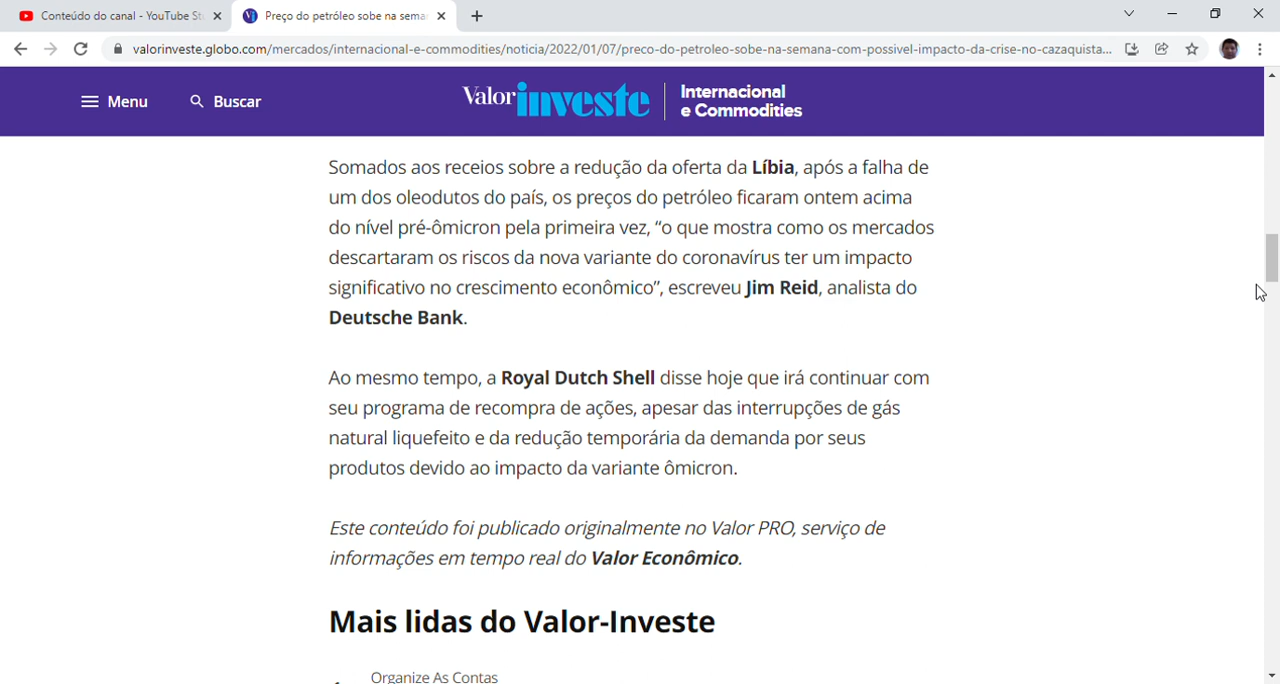 Conteúdo do canal - YouTube St
Preço do petróleo sobe na sema
valorinveste.globo.com/mercados/internacional-e-commodities/noticia/2022/01/07/preco-do-petroleo-sobe-na-semana-com-possivel-impacto-da-crise-no-cazaquista...
Menu
Buscar
Valor investe
Internacional
e Commodities
Somados aos receios sobre a redução da oferta da Líbia, após a falha de
um dos oleodutos do país, os preços do petróleo ficaram ontem acima
do nível pré-ômicron pela primeira vez, “o que mostra como os mercados
descartaram os riscos da nova variante do coronavírus ter um impacto
significativo no crescimento econômico”, escreveu Jim Reid, analista do
Deutsche Bank.
Ao mesmo tempo, a Royal Dutch Shell disse hoje que irá continuar com
seu programa de recompra de ações, apesar das interrupções de gás
natural liquefeito e da redução temporária da demanda por seus
produtos devido ao impacto da variante ômicron.
Este conteúdo foi publicado originalmente no Valor PRO, serviço de
informações em tempo real do Valor Econômico.
Mais lidas do Valor-Investe
Organize As Contas